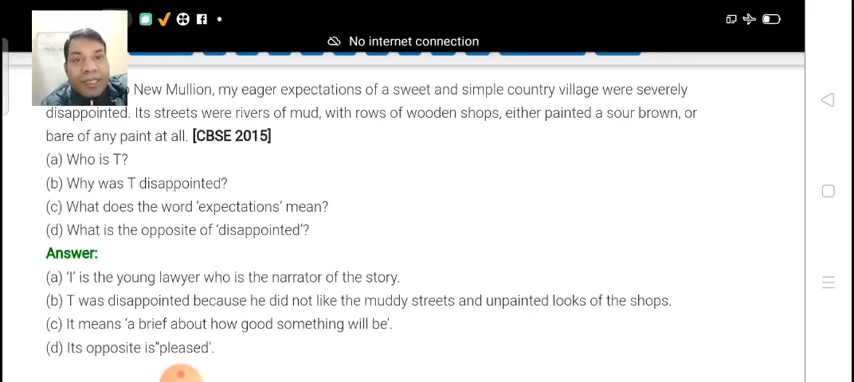 No internet connection
New Mullion, my eager expectations of a sweet and simple country village were severely
disappointed. Its streets were rivers of mud, with rows of wooden shops, either painted a sour brown, or
bare of any paint at all. [CBSE 2015]
(a) Who is T?
(b) Why was T disappointed?
(c) What does the word ‘expectations‘ mean?
(d) What is the opposite of ‘disappointed‘?
Answer:
(a) ‘I’ is the young lawyer who is the narrator of the story.
(b) T was disappointed because he did not like the muddy streets and unpainted looks of the shops.
(c) It means ‘a brief about how good something will be’.
(d) Its opposite is”pleased’.